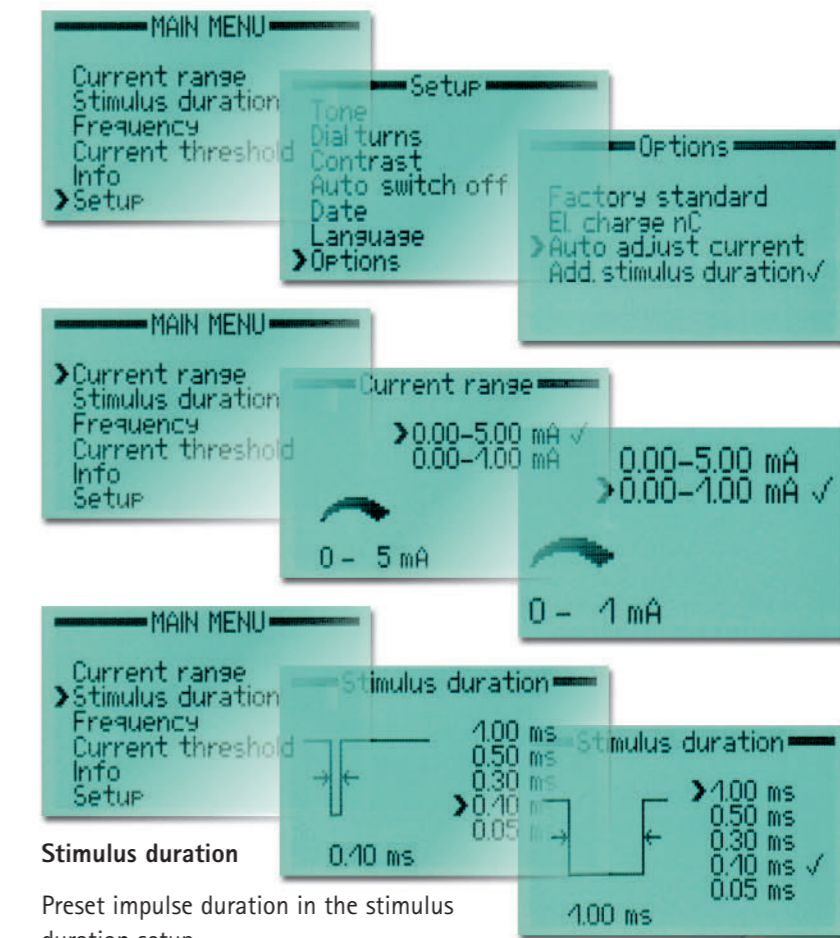 MAIN MENU
Current range
Stimulus duration
Frequency
Current threshold
Info
❯Setup
Setup
Tone
Dial turns
Contrast
Auto switch off
Date
Language
❯Options
Options
Factory standard
El. charge nC
❯Auto adjust current
Add. stimulus duration✓
MAIN MENU
❯Current range
Stimulus duration
Frequency
Current threshold
Info
Setup
Current range
❯0.00-5.00 mA ✓
0.00-1.00 mA
0 - 5 mA
0.00-5.00 mA
❯0.00-1.00 mA ✓
0 - 1 mA
MAIN MENU
Current range
❯Stimulus duration
Frequency
Current threshold
Info
Setup
Stimulus duration
1.00 ms
0.50 ms
0.30 ms
❯0.10 ms
0.05 ms
0.10 ms
Stimulus duration
❯1.00 ms
0.50 ms
0.30 ms
0.10 ms ✓
0.05 ms
1.00 ms
Stimulus duration
Preset impulse duration in the stimulus
duration setup